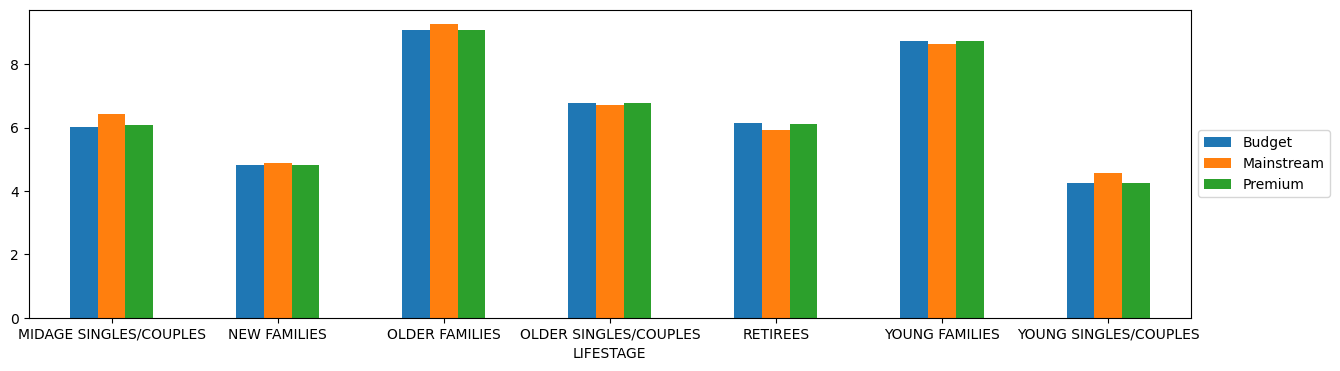 8
6
4
2
0
MIDAGE SINGLES/COUPLES NEW FAMILIES OLDER FAMILIES OLDER SINGLES/COUPLES RETIREES YOUNG FAMILIES YOUNG SINGLES/COUPLES
LIFESTAGE
Budget
Mainstream
Premium